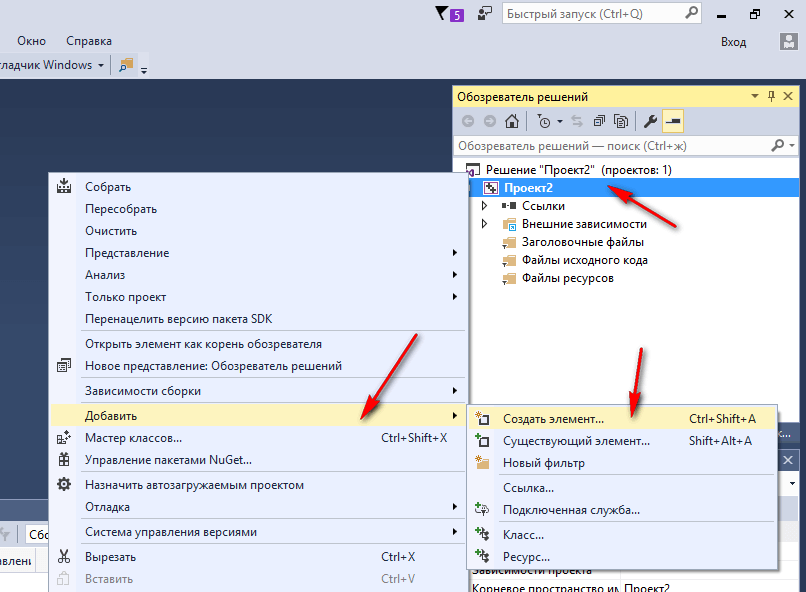 5
Быстрый запуск (Ctrl+Q)
Окно Справка
Вход
Windows
Обозреватель решений
Обозреватель решений — поиск (Ctrl+ж)
Решение "Проект2" (проектов: 1)
Проект2
Ссылки
Внешние зависимости
Заголовочные файлы
Файлы исходного кода
Файлы ресурсов
Собрать
Пересобрать
Очистить
Представление
Анализ
Только проект
Перенацелить версию пакета SDK
Открыть элемент как корень обозревателя
Новое представление: Обозреватель решений
Зависимости сборки
Добавить
Мастер классов... Ctrl+Shift+X
Управление пакетами NuGet...
Назначить автозагружаемым проектом
Отладка
Система управления версиями
Вырезать Ctrl+X
Вставить Ctrl+V
Создать элемент... Ctrl+Shift+A
Существующий элемент... Shift+Alt+A
Новый фильтр
Ссылка...
Подключенная служба...
Класс...
Ресурс...
Зависимости проекта
Корневое пространство им Проект2